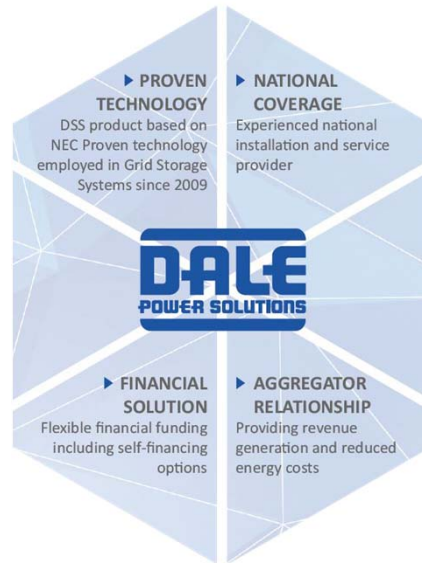 ▶ PROVEN
TECHNOLOGY
DSS product based on
NEC Proven technology
employed in Grid Storage
Systems since 2009
▶ NATIONAL
COVERAGE
Experienced national
installation and service
provider
DALE
POWER SOLUTIONS
▶ FINANCIAL
SOLUTION
Flexible financial funding
including self-financing
options
▶ AGGREGATOR
RELATIONSHIP
Providing revenue
generation and reduced
energy costs